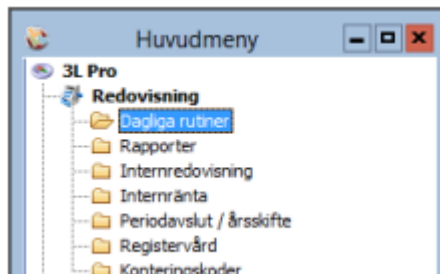 Huvudmeny
3L Pro
Redovisning
Dagliga rutiner
Rapporter
Internredovisning
Internränta
Periodavslut / årsskifte
Registervård
Konteringskoder